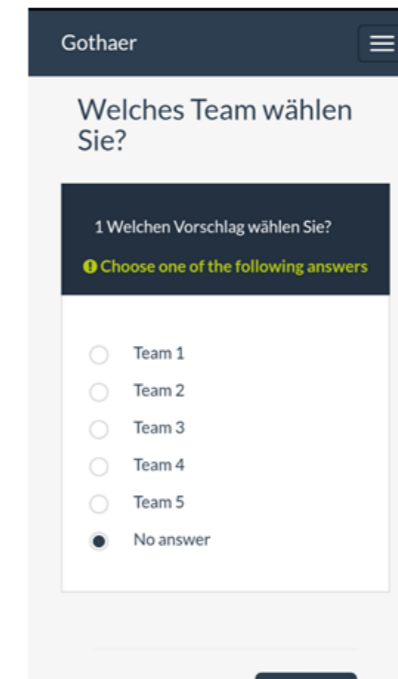 Gothaer
Welches Team wählen
Sie?
1 Welchen Vorschlag wählen Sie?
Choose one of the following answers
Team 1
Team 2
Team 3
Team 4
Team 5
No answer